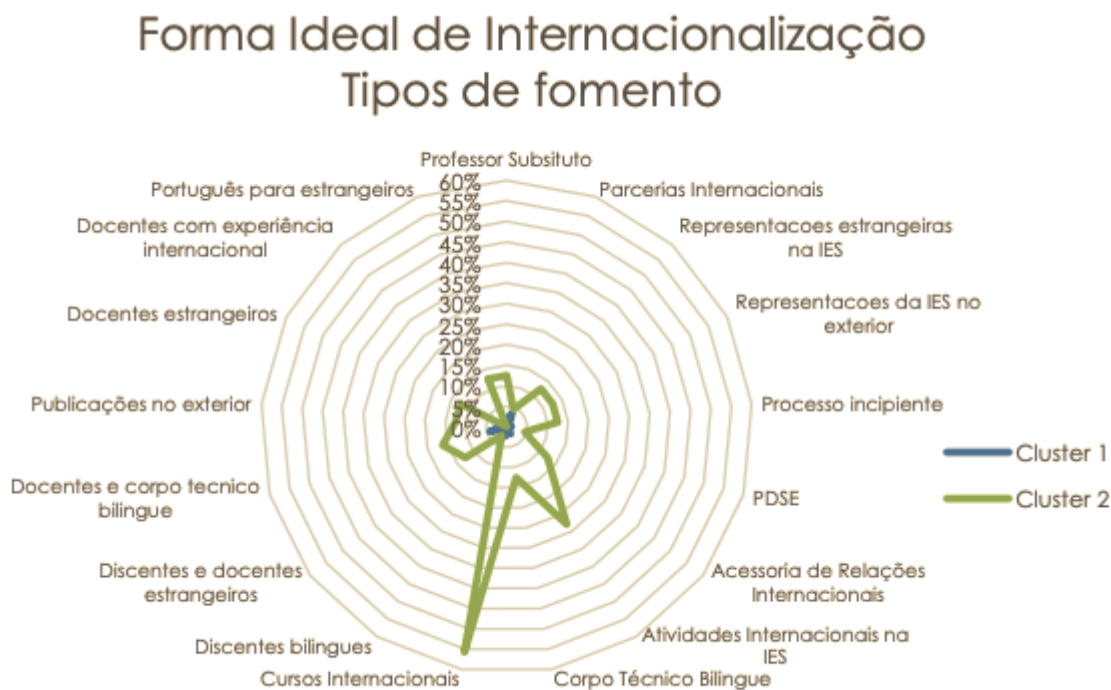 Forma Ideal de Internacionalização
Tipos de fomento
Professor Subsituto
Parcerias Internacionais
Representacoes estrangeiras
na IES
Representacoes da IES no
exterior
Processo incipiente
PDSE
Acessoria de Relações
Internacionais
Atividades Internacionais na
IES
Corpo Técnico Bilingue
Cursos Internacionais
Discentes bilingues
Discentes e docentes
estrangeiros
Docentes e corpo tecnico
bilingue
Publicações no exterior
Docentes estrangeiros
Docentes com experiência
internacional
Português para estrangeiros
60%
55%
50%
45%
40%
35%
30%
25%
20%
15%
10%
5%
0%
Cluster 1
Cluster 2